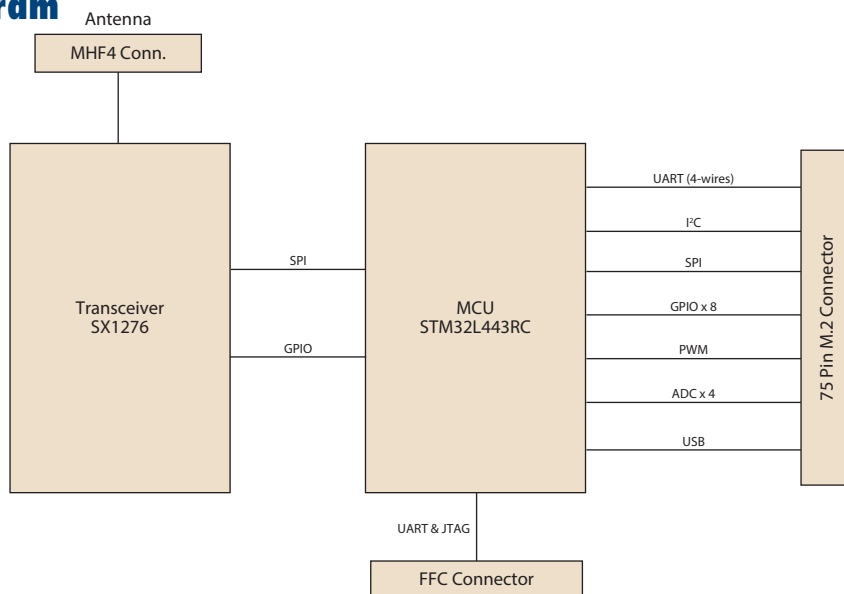 Antenna
MHF4 Conn.
Transceiver
SX1276
SPI
GPIO
MCU
STM32L443RC
UART (4-wires)
I²C
SPI
GPIO x 8
PWM
ADC x 4
USB
75 Pin M.2 Connector
UART & JTAG
FFC Connector